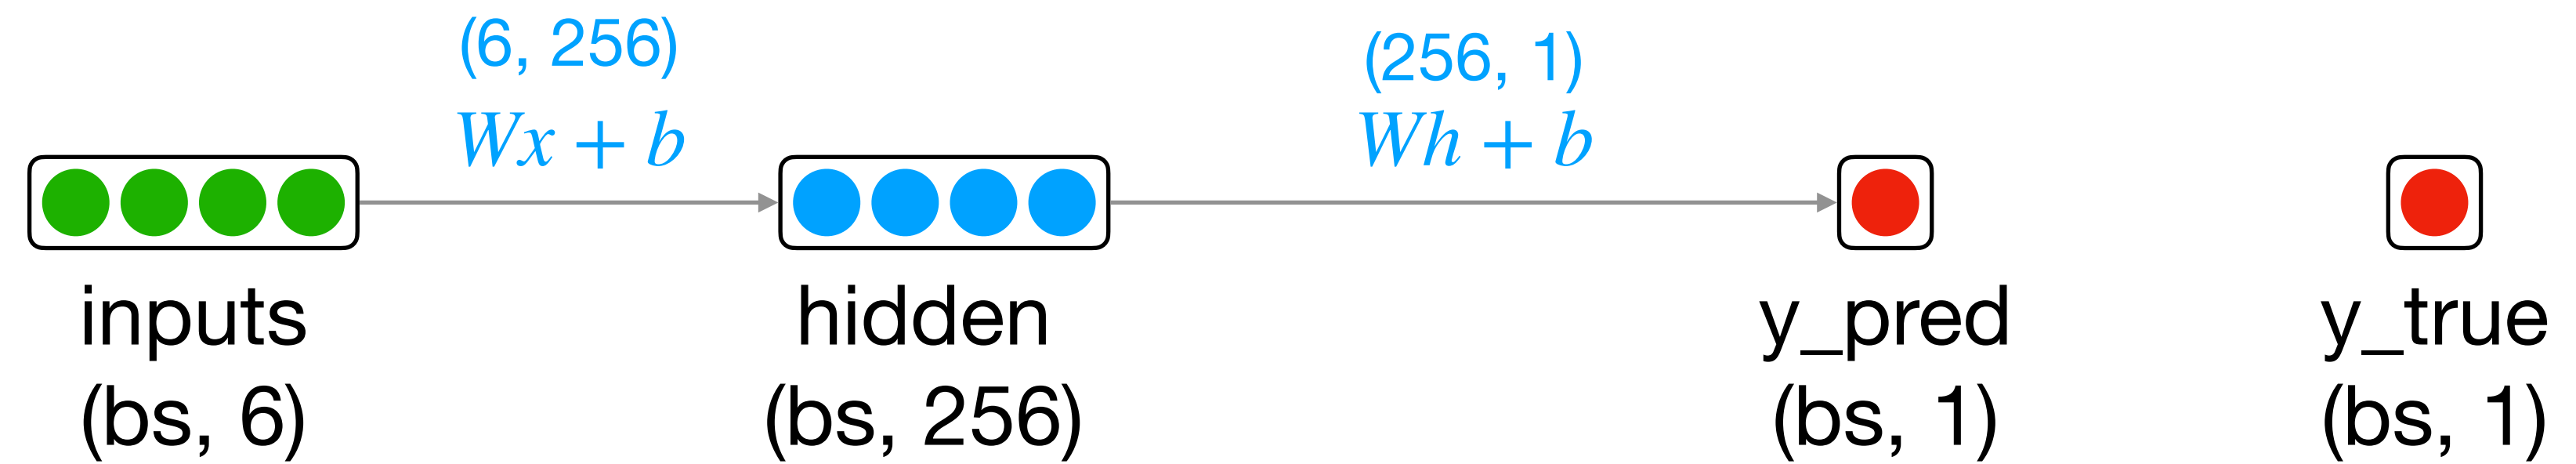 (6, 256)
Wx + b
(256, 1)
Wh + b
inputs
(bs, 6)
hidden
(bs, 256)
y_pred
(bs, 1)
y_true
(bs, 1)